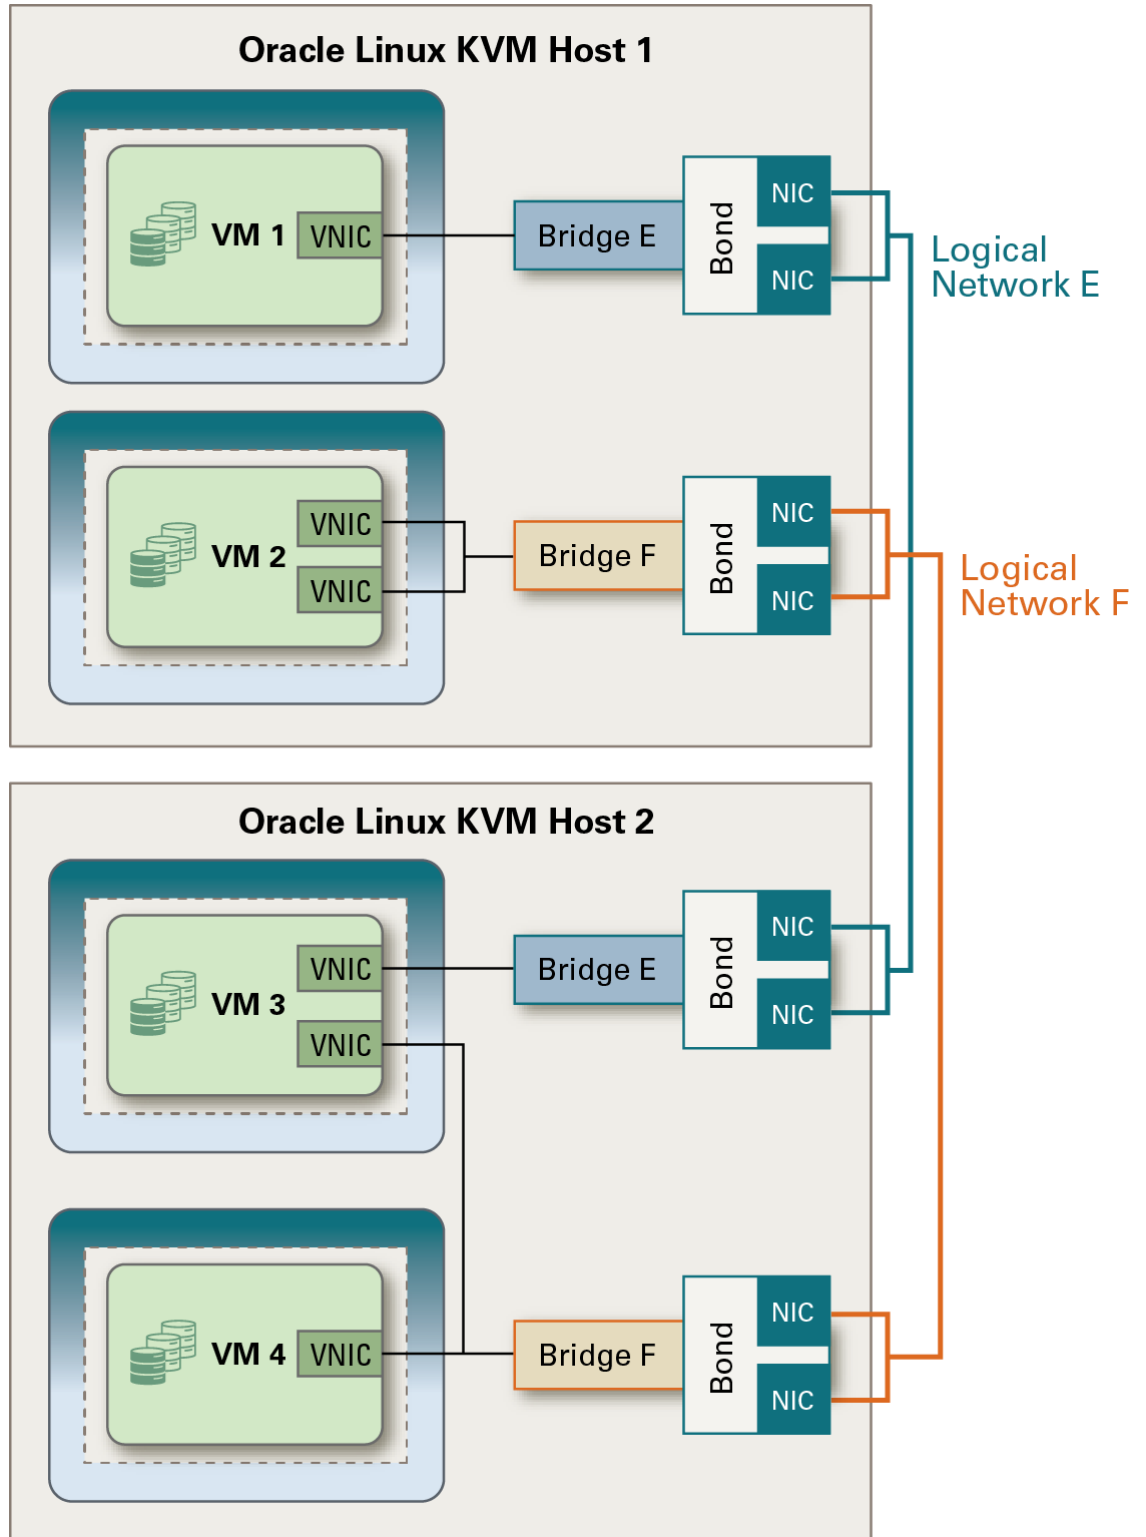 Oracle Linux KVM Host 1
VM 1
VNIC
Bridge E
Bond
NIC
NIC
Logical
Network E
VM 2
VNIC
VNIC
Bridge F
Bond
NIC
NIC
Logical
Network F
Oracle Linux KVM Host 2
VM 3
VNIC
VNIC
Bridge E
Bond
NIC
NIC
VM 4
VNIC
Bridge F
Bond
NIC
NIC